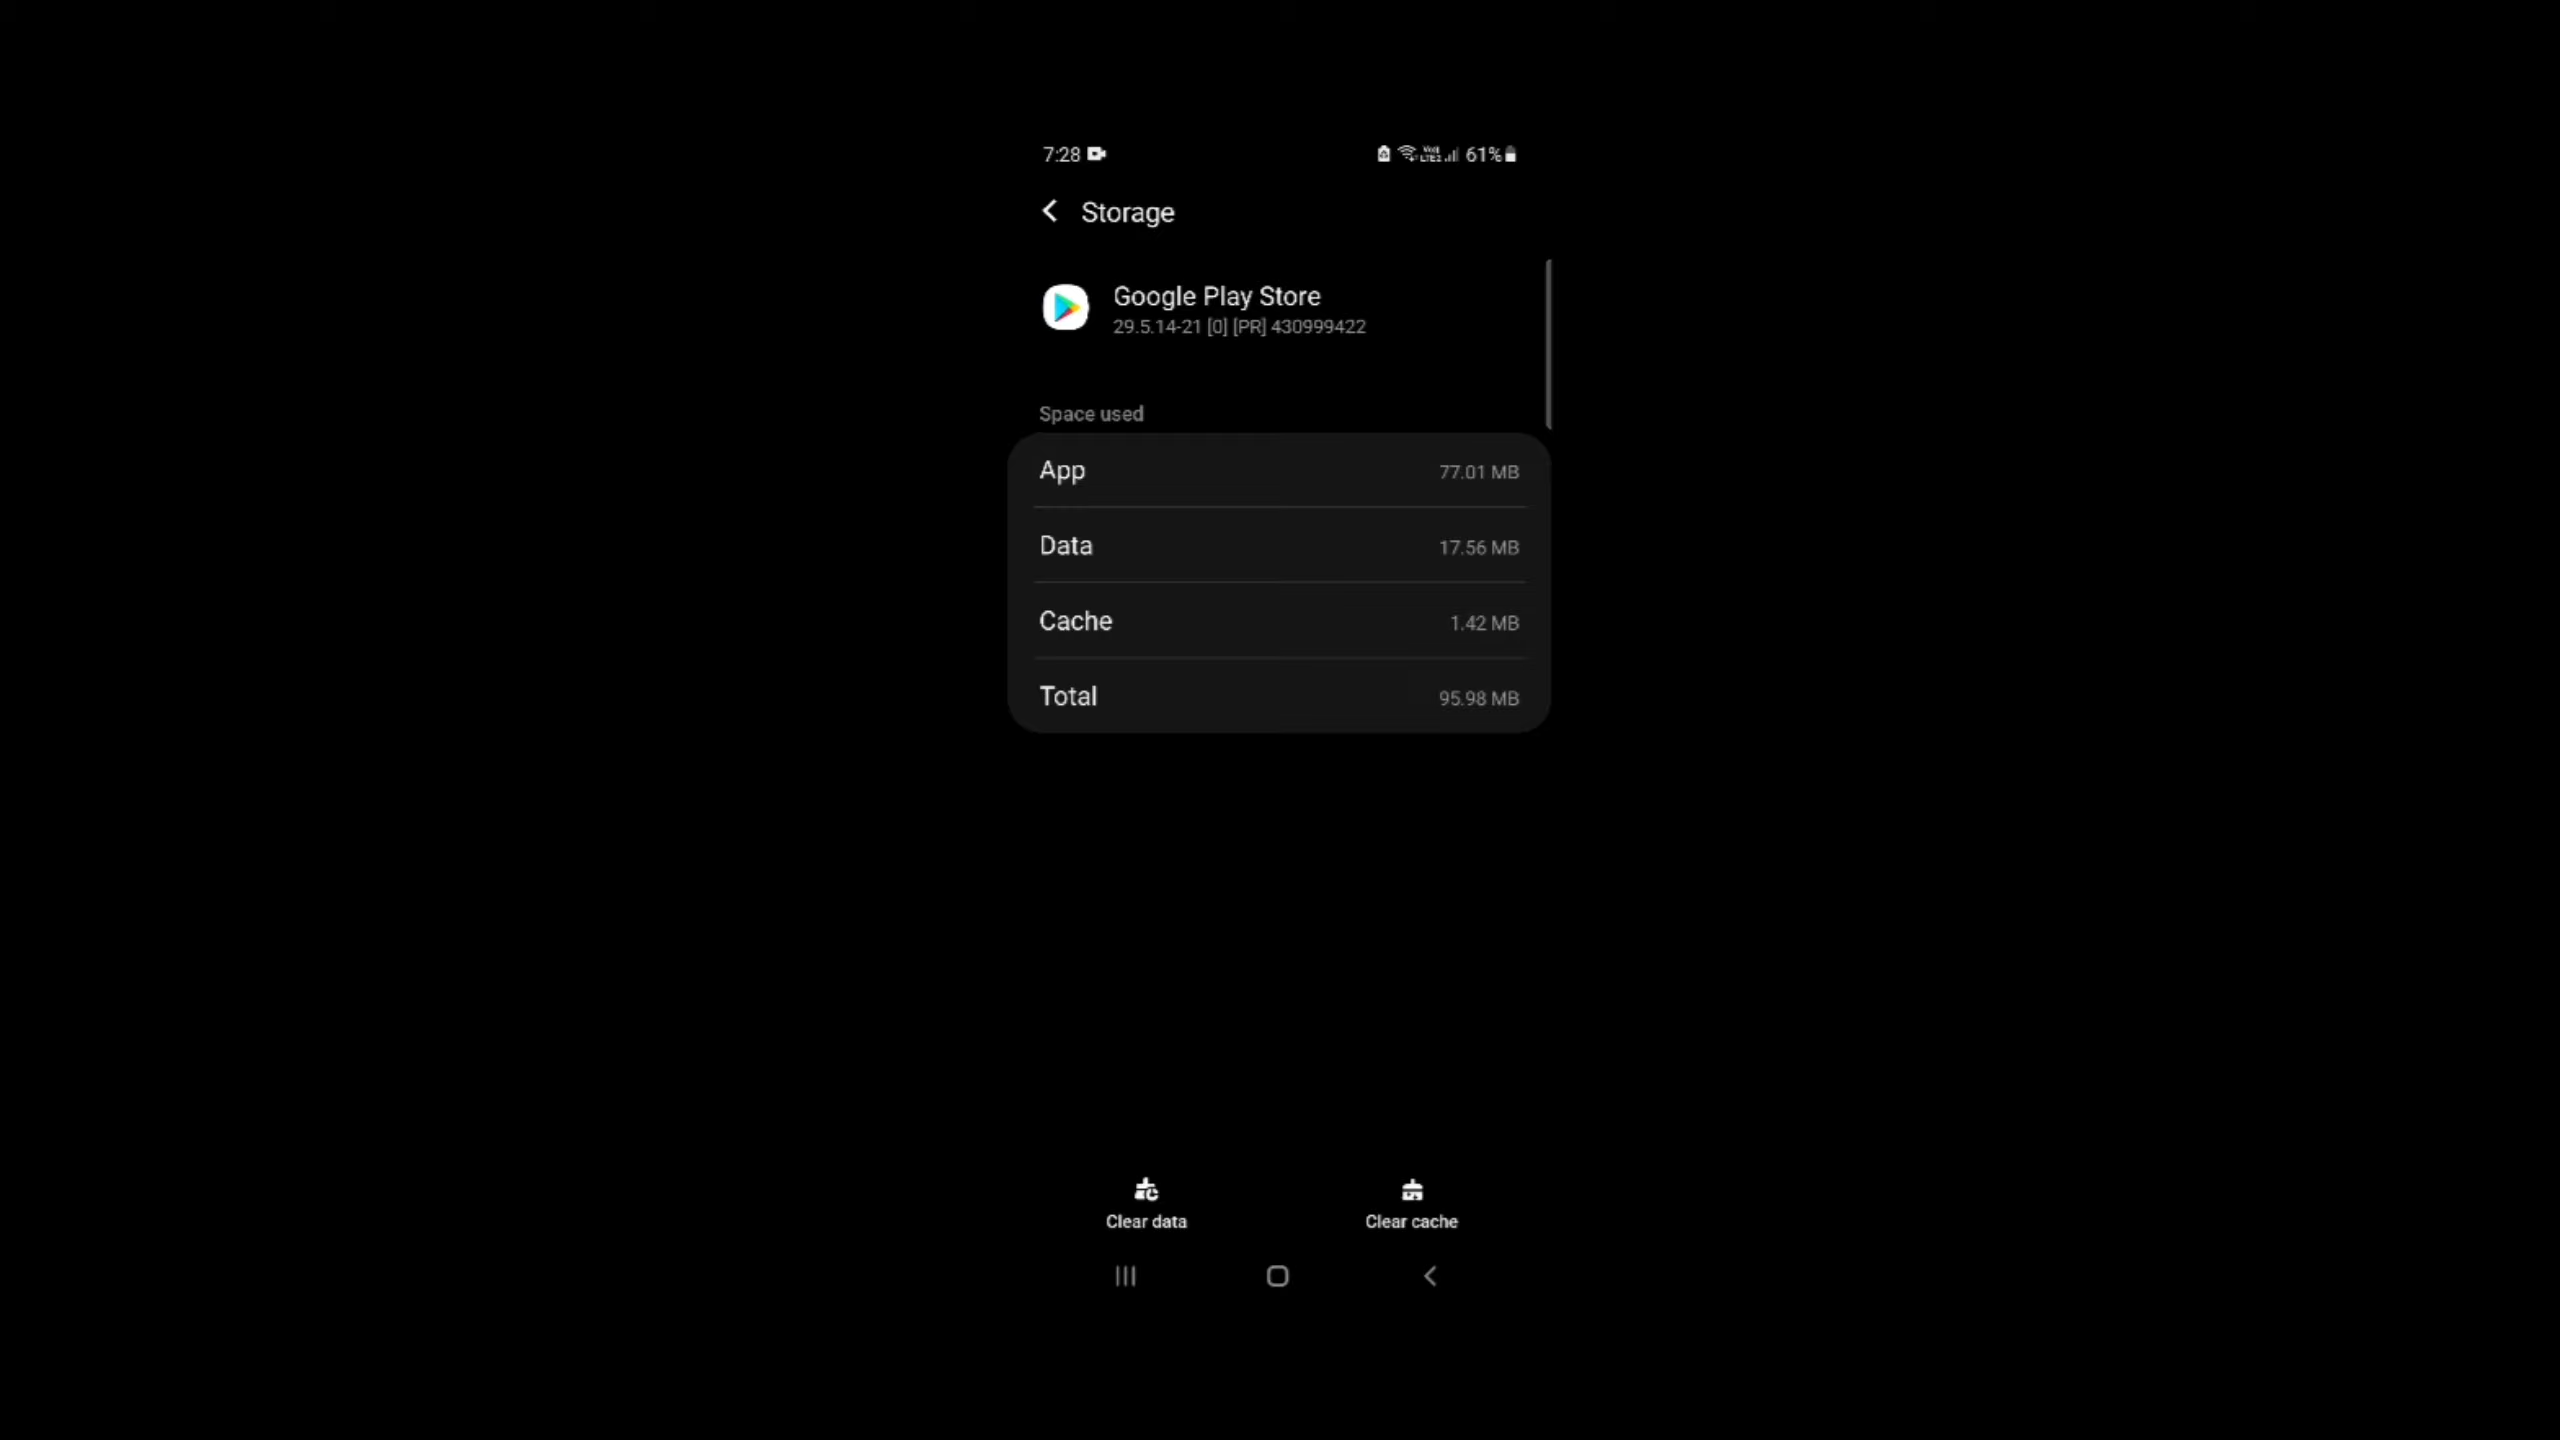 7:28 61%
Storage
Google Play Store
29.5.14-21 [0] [PR] 430999422
Space used
App 77.01 MB
Data 17.56 MB
Cache 1.42 MB
Total 95.98 MB
Clear data Clear cache